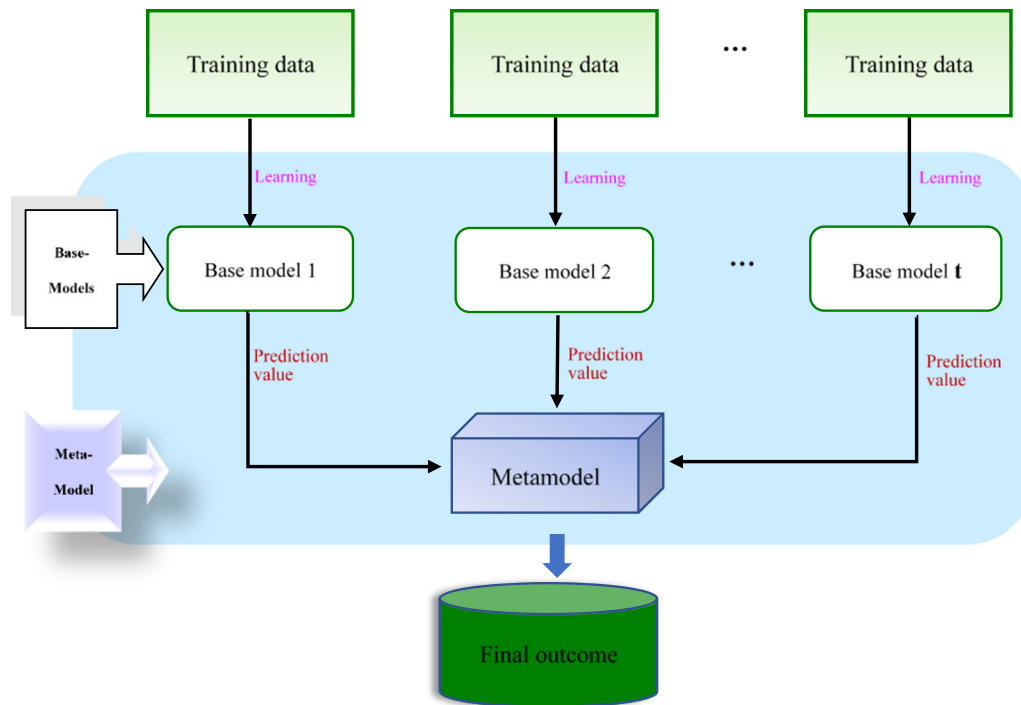 Training data
Training data
...
Training data
Learning
Learning
Learning
Base-
Models
Base model 1
Base model 2
...
Base model t
Prediction
value
Prediction
value
Prediction
value
Meta-
Model
Metamodel
Final outcome